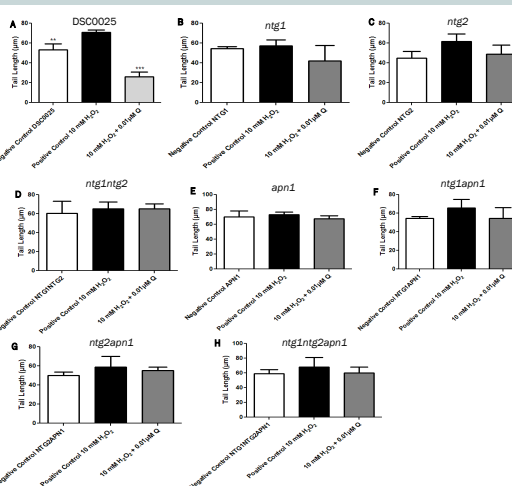 A
DSC0025
Tail Length (µm)
80
60
40
20
0
**
***
Negative Control DSC0025
Positive Control 10 mM H₂O₂
10 mM H₂O₂ + 0.01µM Q
B
ntg1
Tail Length (µm)
80
60
40
20
0
Negative Control NTG1
Positive Control 10 mM H₂O₂
10 mM H₂O₂ + 0.01µM Q
C
ntg2
Tail Length (µm)
80
60
40
20
0
Negative Control NTG2
Positive Control 10 mM H₂O₂
10 mM H₂O₂ + 0.01µM Q
D
ntg1ntg2
Tail Length (µm)
80
60
40
20
0
Negative Control NTG1NTG2
Positive Control 10 mM H₂O₂
10 mM H₂O₂ + 0.01µM Q
E
apn1
Tail Length (µm)
100
80
60
40
20
0
Negative Control APN1
Positive Control 10 mM H₂O₂
10 mM H₂O₂ + 0.01µM Q
F
ntg1apn1
Tail Length (µm)
80
60
40
20
0
Negative Control NTG1APN1
Positive Control 10 mM H₂O₂
10 mM H₂O₂ + 0.01µM Q
G
ntg2apn1
Tail Length (µm)
80
60
40
20
0
Negative Control NTG2APN1
Positive Control 10 mM H₂O₂
10 mM H₂O₂ + 0.01µM Q
H
ntg1ntg2apn1
Tail Length (µm)
100
80
60
40
20
0
Negative Control NTG1NTG2APN1
Positive Control 10 mM H₂O₂
10 mM H₂O₂ + 0.01µM Q